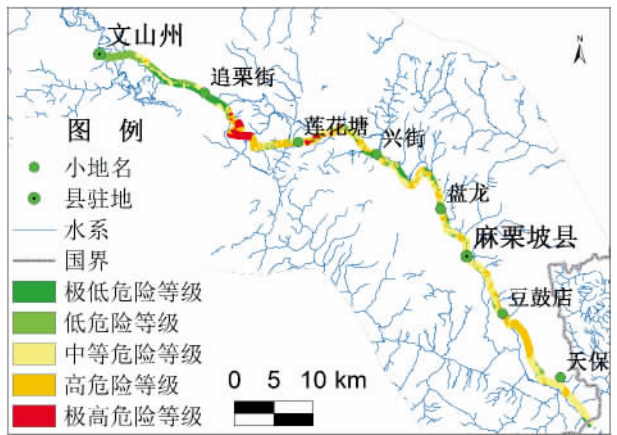 N
文山州
追栗街
莲花塘
兴街
盘龙
麻栗坡县
豆鼓店
天保
图 例
小地名
县驻地
水系
国界
极低危险等级
低危险等级
中等危险等级
高危险等级
极高危险等级
0 5 10 km